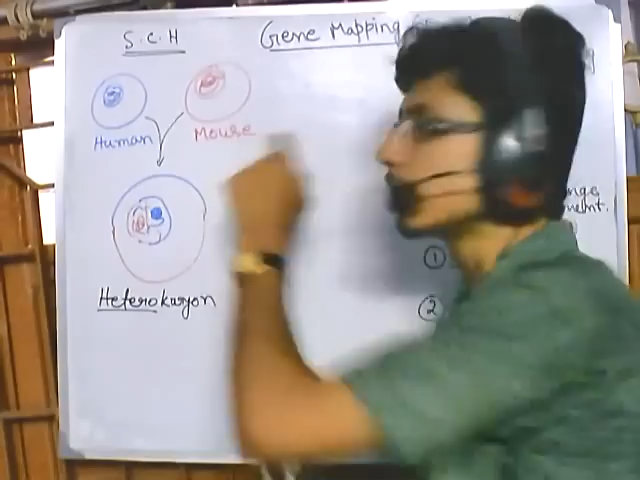 S.C.H
Gene Mapping
Human
Mouse
Heterokaryon
①
②